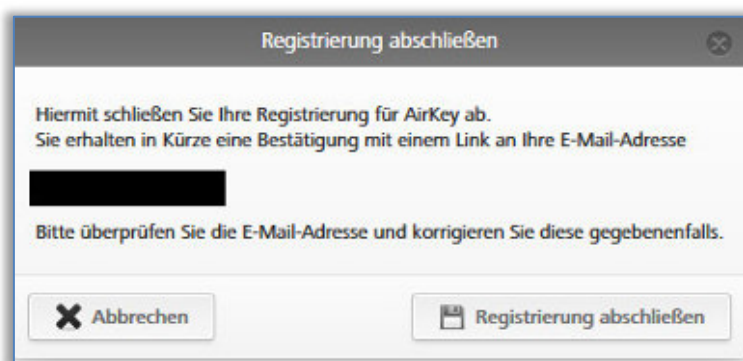 Registrierung abschließen
Hiermit schließen Sie Ihre Registrierung für AirKey ab.
Sie erhalten in Kürze eine Bestätigung mit einem Link an Ihre E-Mail-Adresse
Bitte überprüfen Sie die E-Mail-Adresse und korrigieren Sie diese gegebenenfalls.
Abbrechen
Registrierung abschließen